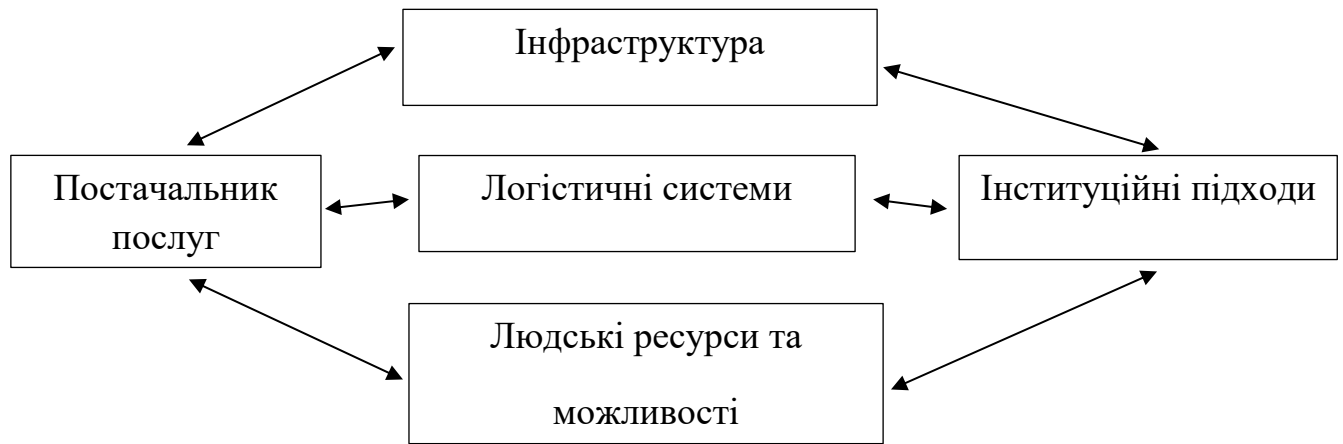 Інфраструктура
Постачальник
послуг
Логістичні системи
Інституційні підходи
Людські ресурси та
можливості